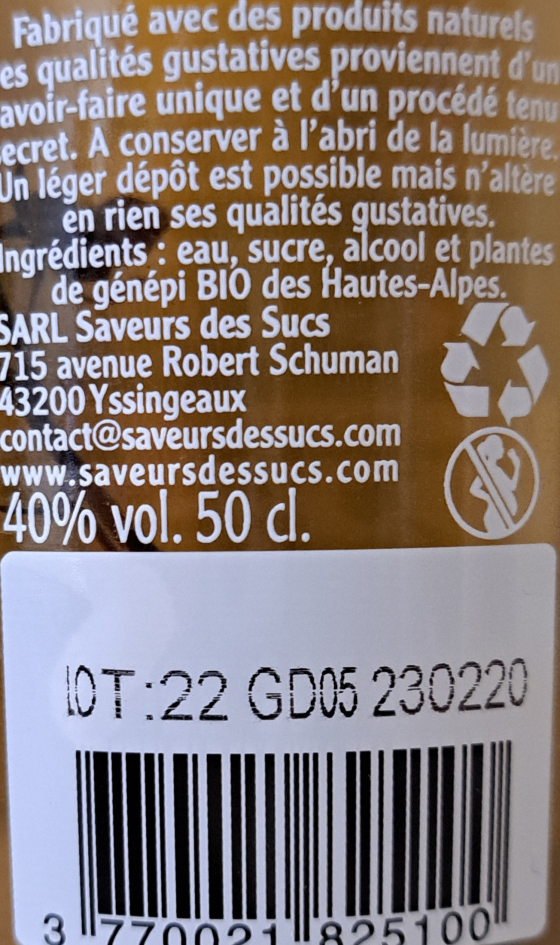 Fabriqué avec des produits naturels
es qualités gustatives proviennent d'un
avoir-faire unique et d'un procédé tenu
ecret. A conserver à l'abri de la lumière.
Un léger dépôt est possible mais n'altère
en rien ses qualités gustatives.
Ingrédients : eau, sucre, alcool et plantes
de génépi BIO des Hautes-Alpes.
SARL Saveurs des Sucs
715 avenue Robert Schuman
43200 Yssingeaux
contact@saveursdessucs.com
www.saveursdessucs.com
40% vol. 50 cl.
LOT:22 GD05 230220
3 770021 825100